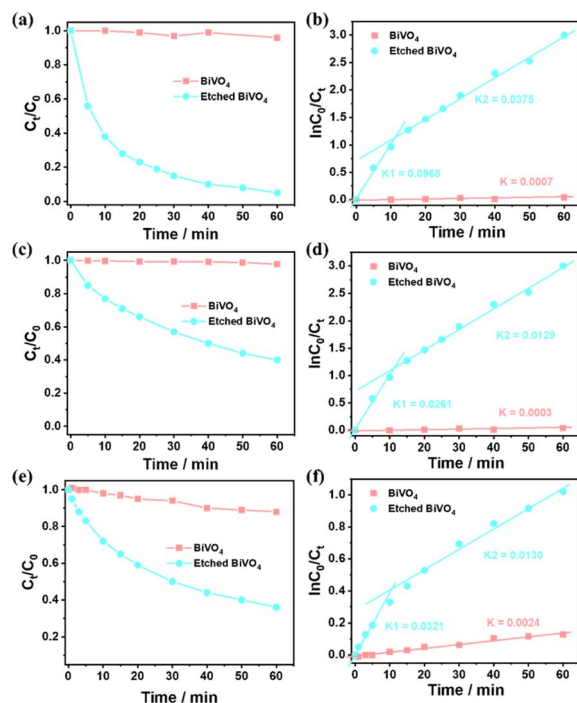 (a)
1.0
0.8
0.6
0.4
0.2
0.0
Cₜ/C₀
BiVO₄
Etched BiVO₄
0 10 20 30 40 50 60
Time / min
(b)
3.0
2.5
2.0
1.5
1.0
0.5
0.0
lnC₀/Cₜ
BiVO₄
Etched BiVO₄
K2 = 0.0375
K1 = 0.0968
K = 0.0007
0 10 20 30 40 50 60
Time / min
(c)
1.0
0.8
0.6
0.4
0.2
0.0
Cₜ/C₀
BiVO₄
Etched BiVO₄
0 10 20 30 40 50 60
Time / min
(d)
3.0
2.5
2.0
1.5
1.0
0.5
0.0
lnC₀/Cₜ
BiVO₄
Etched BiVO₄
K2 = 0.0129
K1 = 0.0261
K = 0.0003
0 10 20 30 40 50 60
Time / min
(e)
1.0
0.8
0.6
0.4
0.2
Cₜ/C₀
BiVO₄
Etched BiVO₄
0 10 20 30 40 50 60
Time / min
(f)
1.0
0.8
0.6
0.4
0.2
0.0
lnC₀/Cₜ
BiVO₄
Etched BiVO₄
K2 = 0.0130
K1 = 0.0321
K = 0.0024
0 10 20 30 40 50 60
Time / min